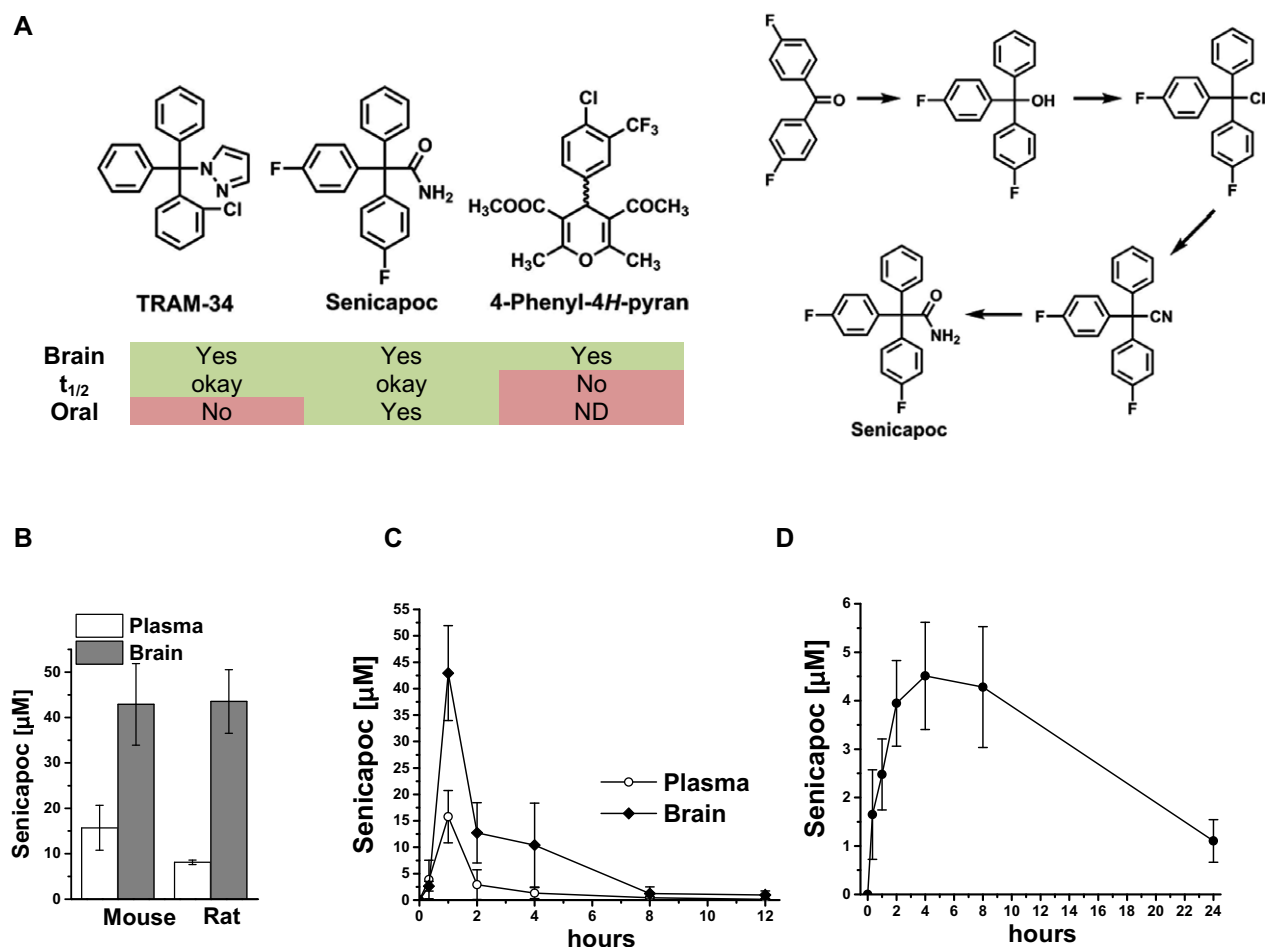 A
Cl
CF₃
N
N
Cl
F
O
NH₂
F
H₃COOC
COCH₃
H₃C
O
CH₃
TRAM-34
Senicapoc
4-Phenyl-4H-pyran
Brain Yes Yes Yes
t1/2 okay okay No
Oral No Yes ND
F
O
F
F
OH
F
F
Cl
F
F
O
NH₂
F
Senicapoc
F
CN
F
B
Plasma
Brain
Senicapoc [µM]
50
40
30
20
10
0
Mouse Rat
C
Senicapoc [µM]
55
50
45
40
35
30
25
20
15
10
5
0
Plasma
Brain
0 2 4 6 8 10 12
hours
D
Senicapoc [µM]
6
5
4
3
2
1
0
0 2 4 6 8 10 12 14 16 18 20 22 24
hours